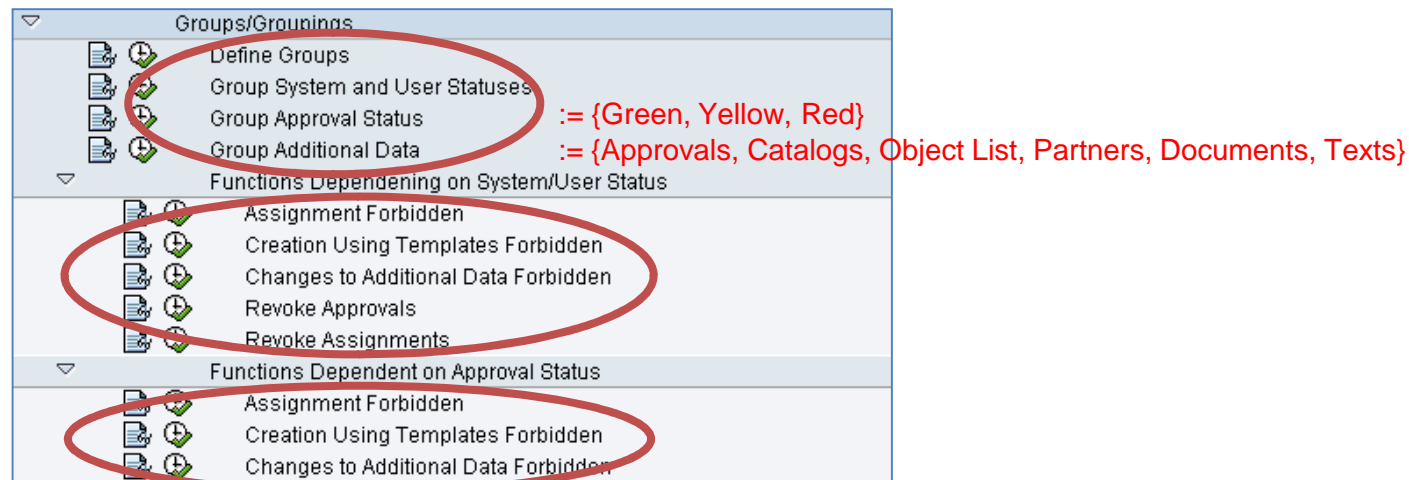 Groups/Groupings
Define Groups
Group System and User Statuses
Group Approval Status := {Green, Yellow, Red}
Group Additional Data := {Approvals, Catalogs, Object List, Partners, Documents, Texts}
Functions Dependening on System/User Status
Assignment Forbidden
Creation Using Templates Forbidden
Changes to Additional Data Forbidden
Revoke Approvals
Revoke Assignments
Functions Dependent on Approval Status
Assignment Forbidden
Creation Using Templates Forbidden
Changes to Additional Data Forbidden